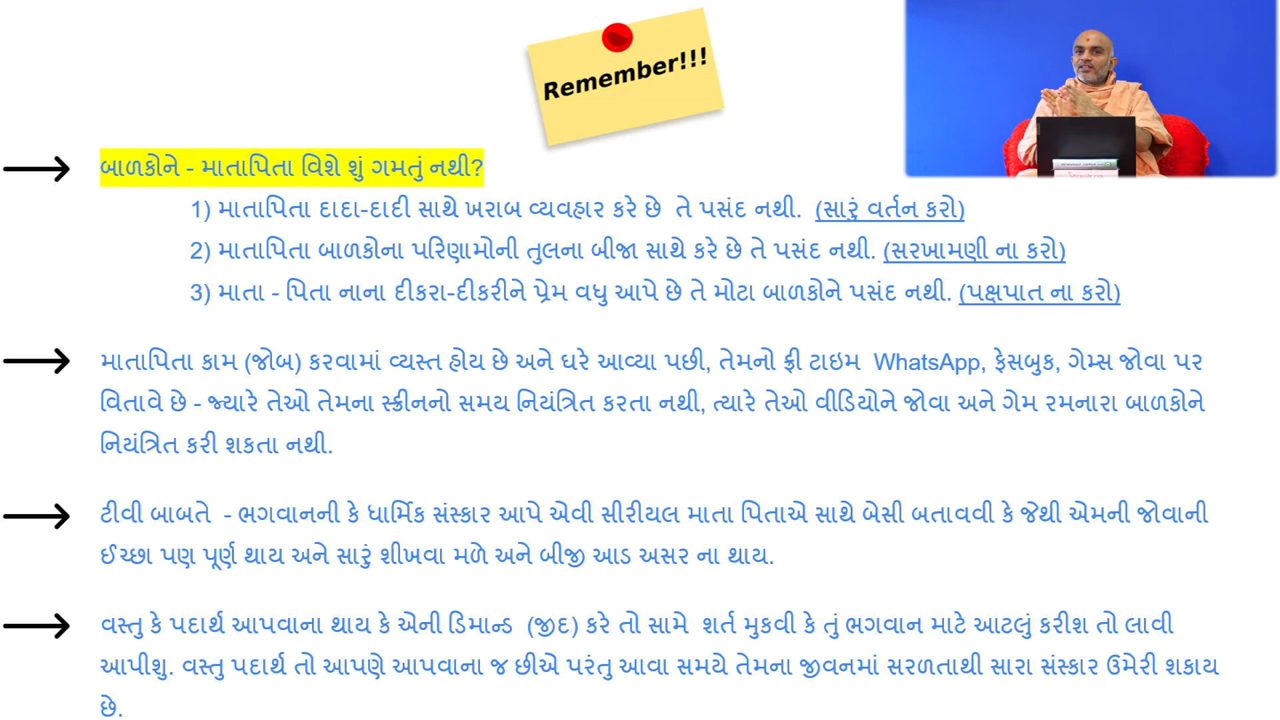 Remember!!!
બાળકોને - માતાપિતા વિશે શું ગમતું નથી?
1) માતાપિતા દાદા-દાદી સાથે ખરાબ વ્યવહાર કરે છે તે પસંદ નથી. (સારું વર્તન કરો)
2) માતાપિતા બાળકોના પરિણામોની તુલના બીજા સાથે કરે છે તે પસંદ નથી. (સરખામણી ના કરો)
3) માતા - પિતા નાના દીકરા-દીકરીને પ્રેમ વધુ આપે છે તે મોટા બાળકોને પસંદ નથી. (પક્ષપાત ના કરો)
માતાપિતા કામ (જોબ) કરવામાં વ્યસ્ત હોય છે અને ઘરે આવ્યા પછી, તેમનો ફ્રી ટાઇમ WhatsApp, ફેસબુક, ગેમ્સ જોવા પર
વિતાવે છે - જ્યારે તેઓ તેમના સ્ક્રીનનો સમય નિયંત્રિત કરતા નથી, ત્યારે તેઓ વીડિયોને જોવા અને ગેમ રમનારા બાળકોને
નિયંત્રિત કરી શકતા નથી.
ટીવી બાબતે - ભગવાનની કે ધાર્મિક સંસ્કાર આપે એવી સીરીયલ માતા પિતાએ સાથે બેસી બતાવવી કે જેથી એમની જોવાની
ઈચ્છા પણ પૂર્ણ થાય અને સારું શીખવા મળે અને બીજી આડ અસર ના થાય.
વસ્તુ કે પદાર્થ આપવાના થાય કે એની ડિમાન્ડ (જીદ) કરે તો સામે શર્ત મુકવી કે તું ભગવાન માટે આટલું કરીશ તો લાવી
આપીશુ. વસ્તુ પદાર્થ તો આપણે આપવાના જ છીએ પરંતુ આવા સમયે તેમના જીવનમાં સરળતાથી સારા સંસ્કાર ઉમેરી શકાય
છે.